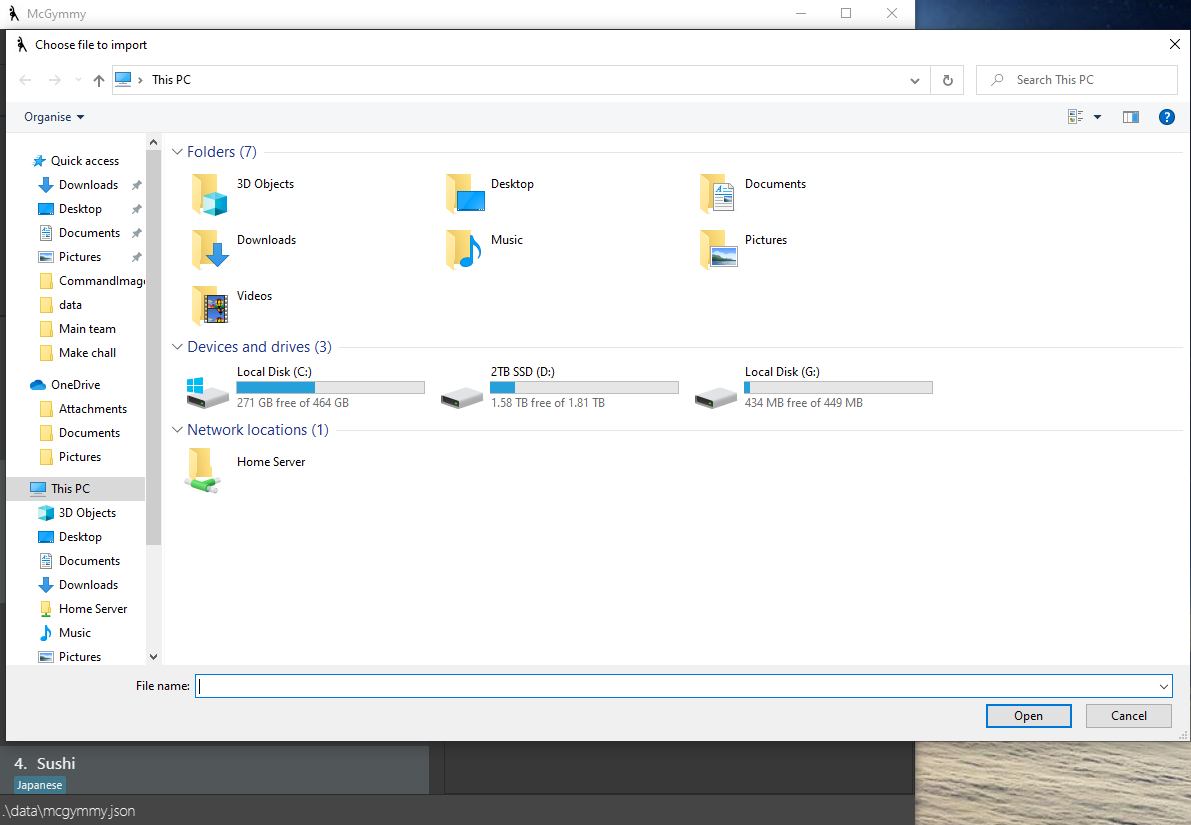 McGymmy
Choose file to import
This PC
Search This PC
Organise
Quick access
Downloads
Desktop
Documents
Pictures
CommandImage
data
Main team
Make chall
OneDrive
Attachments
Documents
Pictures
This PC
3D Objects
Desktop
Documents
Downloads
Home Server
Music
Pictures
Folders (7)
3D Objects
Desktop
Documents
Downloads
Music
Pictures
Videos
Devices and drives (3)
Local Disk (C:)
271 GB free of 464 GB
2TB SSD (D:)
1.58 TB free of 1.81 TB
Local Disk (G:)
434 MB free of 449 MB
Network locations (1)
Home Server
File name:
Open
Cancel
4. Sushi
Japanese
.\data\mcgymmy.json